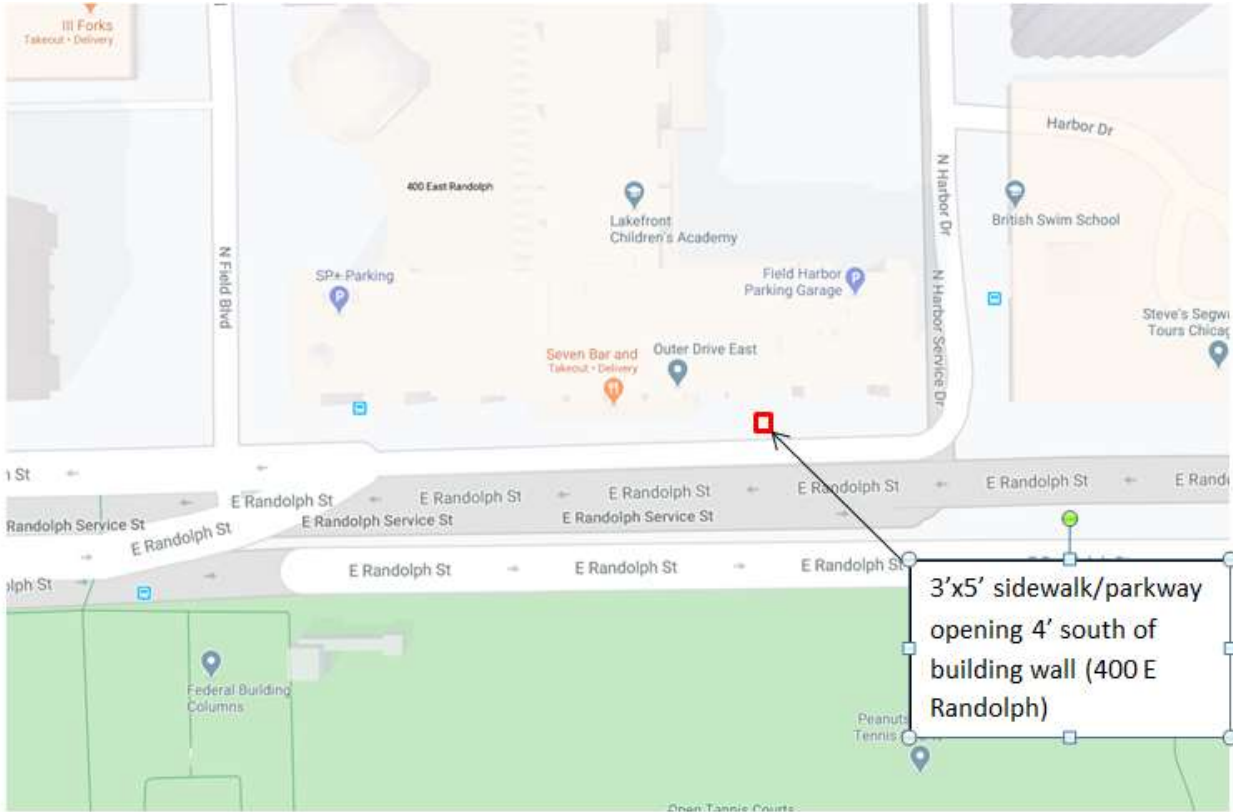 III Forks
Takeout • Delivery
Harbor Dr
400 East Randolph
N Harbor Dr
Lakefront
Children's Academy
British Swim School
N Field Blvd
SP+ Parking
Field Harbor
Parking Garage
N Harbor Service Dr
Steve's Segw
Tours Chicag
Seven Bar and
Takeout • Delivery
Outer Drive East
n St
E Randolph St
E Randolph St
E Randolph St
E Randolph St
E Randolph St
E Rand
Randolph Service St
E Randolph Service St
E Randolph Service St
E Randolph St
olph St
E Randolph St
E Randolph St
E Randolph St
3'x5' sidewalk/parkway
opening 4' south of
building wall (400 E
Randolph)
Federal Building
Columns
Peanuts
Tennis
Open Tennis Courts